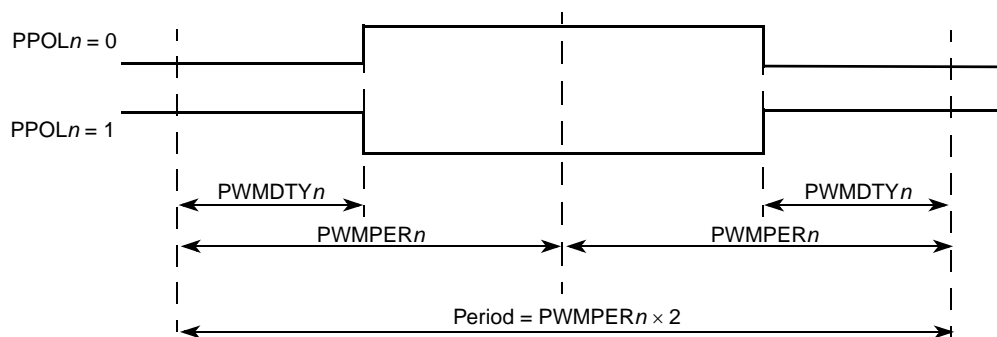 PPOLn = 0
PPOLn = 1
PWMDTYn PWMDTYn
PWMPERn PWMPERn
Period = PWMPERn × 2